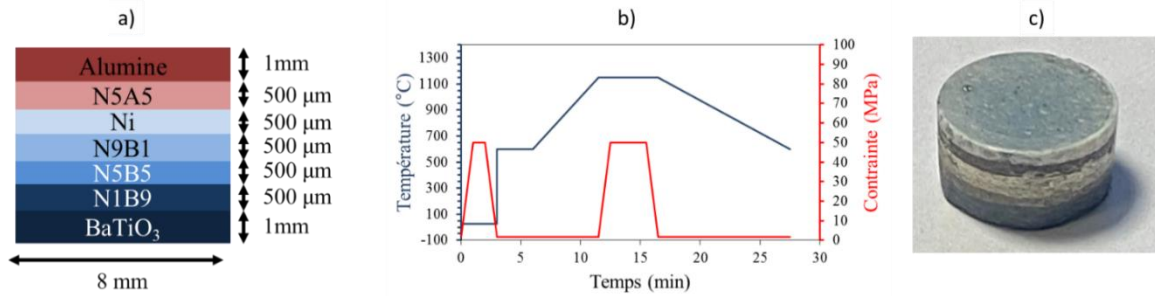 a)
Alumine
1mm
N5A5
500 μm
Ni
500 μm
N9B1
500 μm
N5B5
500 μm
N1B9
500 μm
BaTiO₃
1mm
8 mm
b)
Température (°C)
1300
1100
900
700
500
300
100
-100
0
5
10
15
20
25
30
Temps (min)
100
90
80
70
60
50
40
30
20
10
0
Contrainte (MPa)
c)